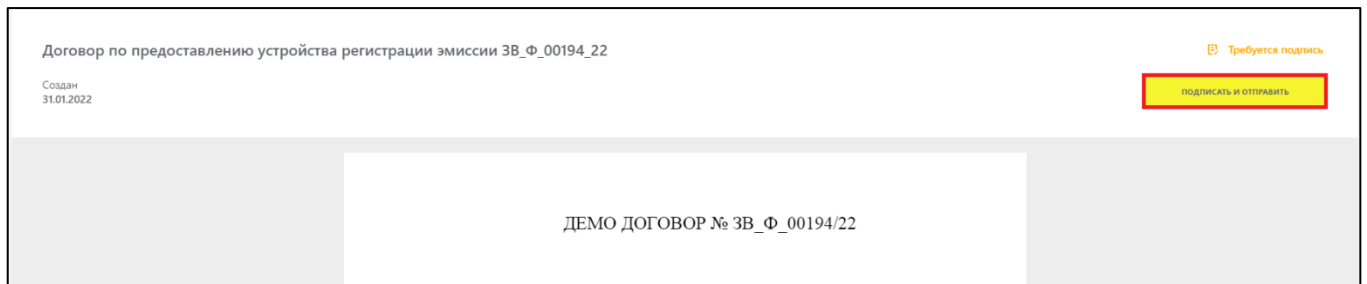 Договор по предоставлению устройства регистрации эмиссии ЗВ_Ф_00194_22
Требуется подпись
Создан
31.01.2022
ПОДПИСАТЬ И ОТПРАВИТЬ
ДЕМО ДОГОВОР № ЗВ_Ф_00194/22